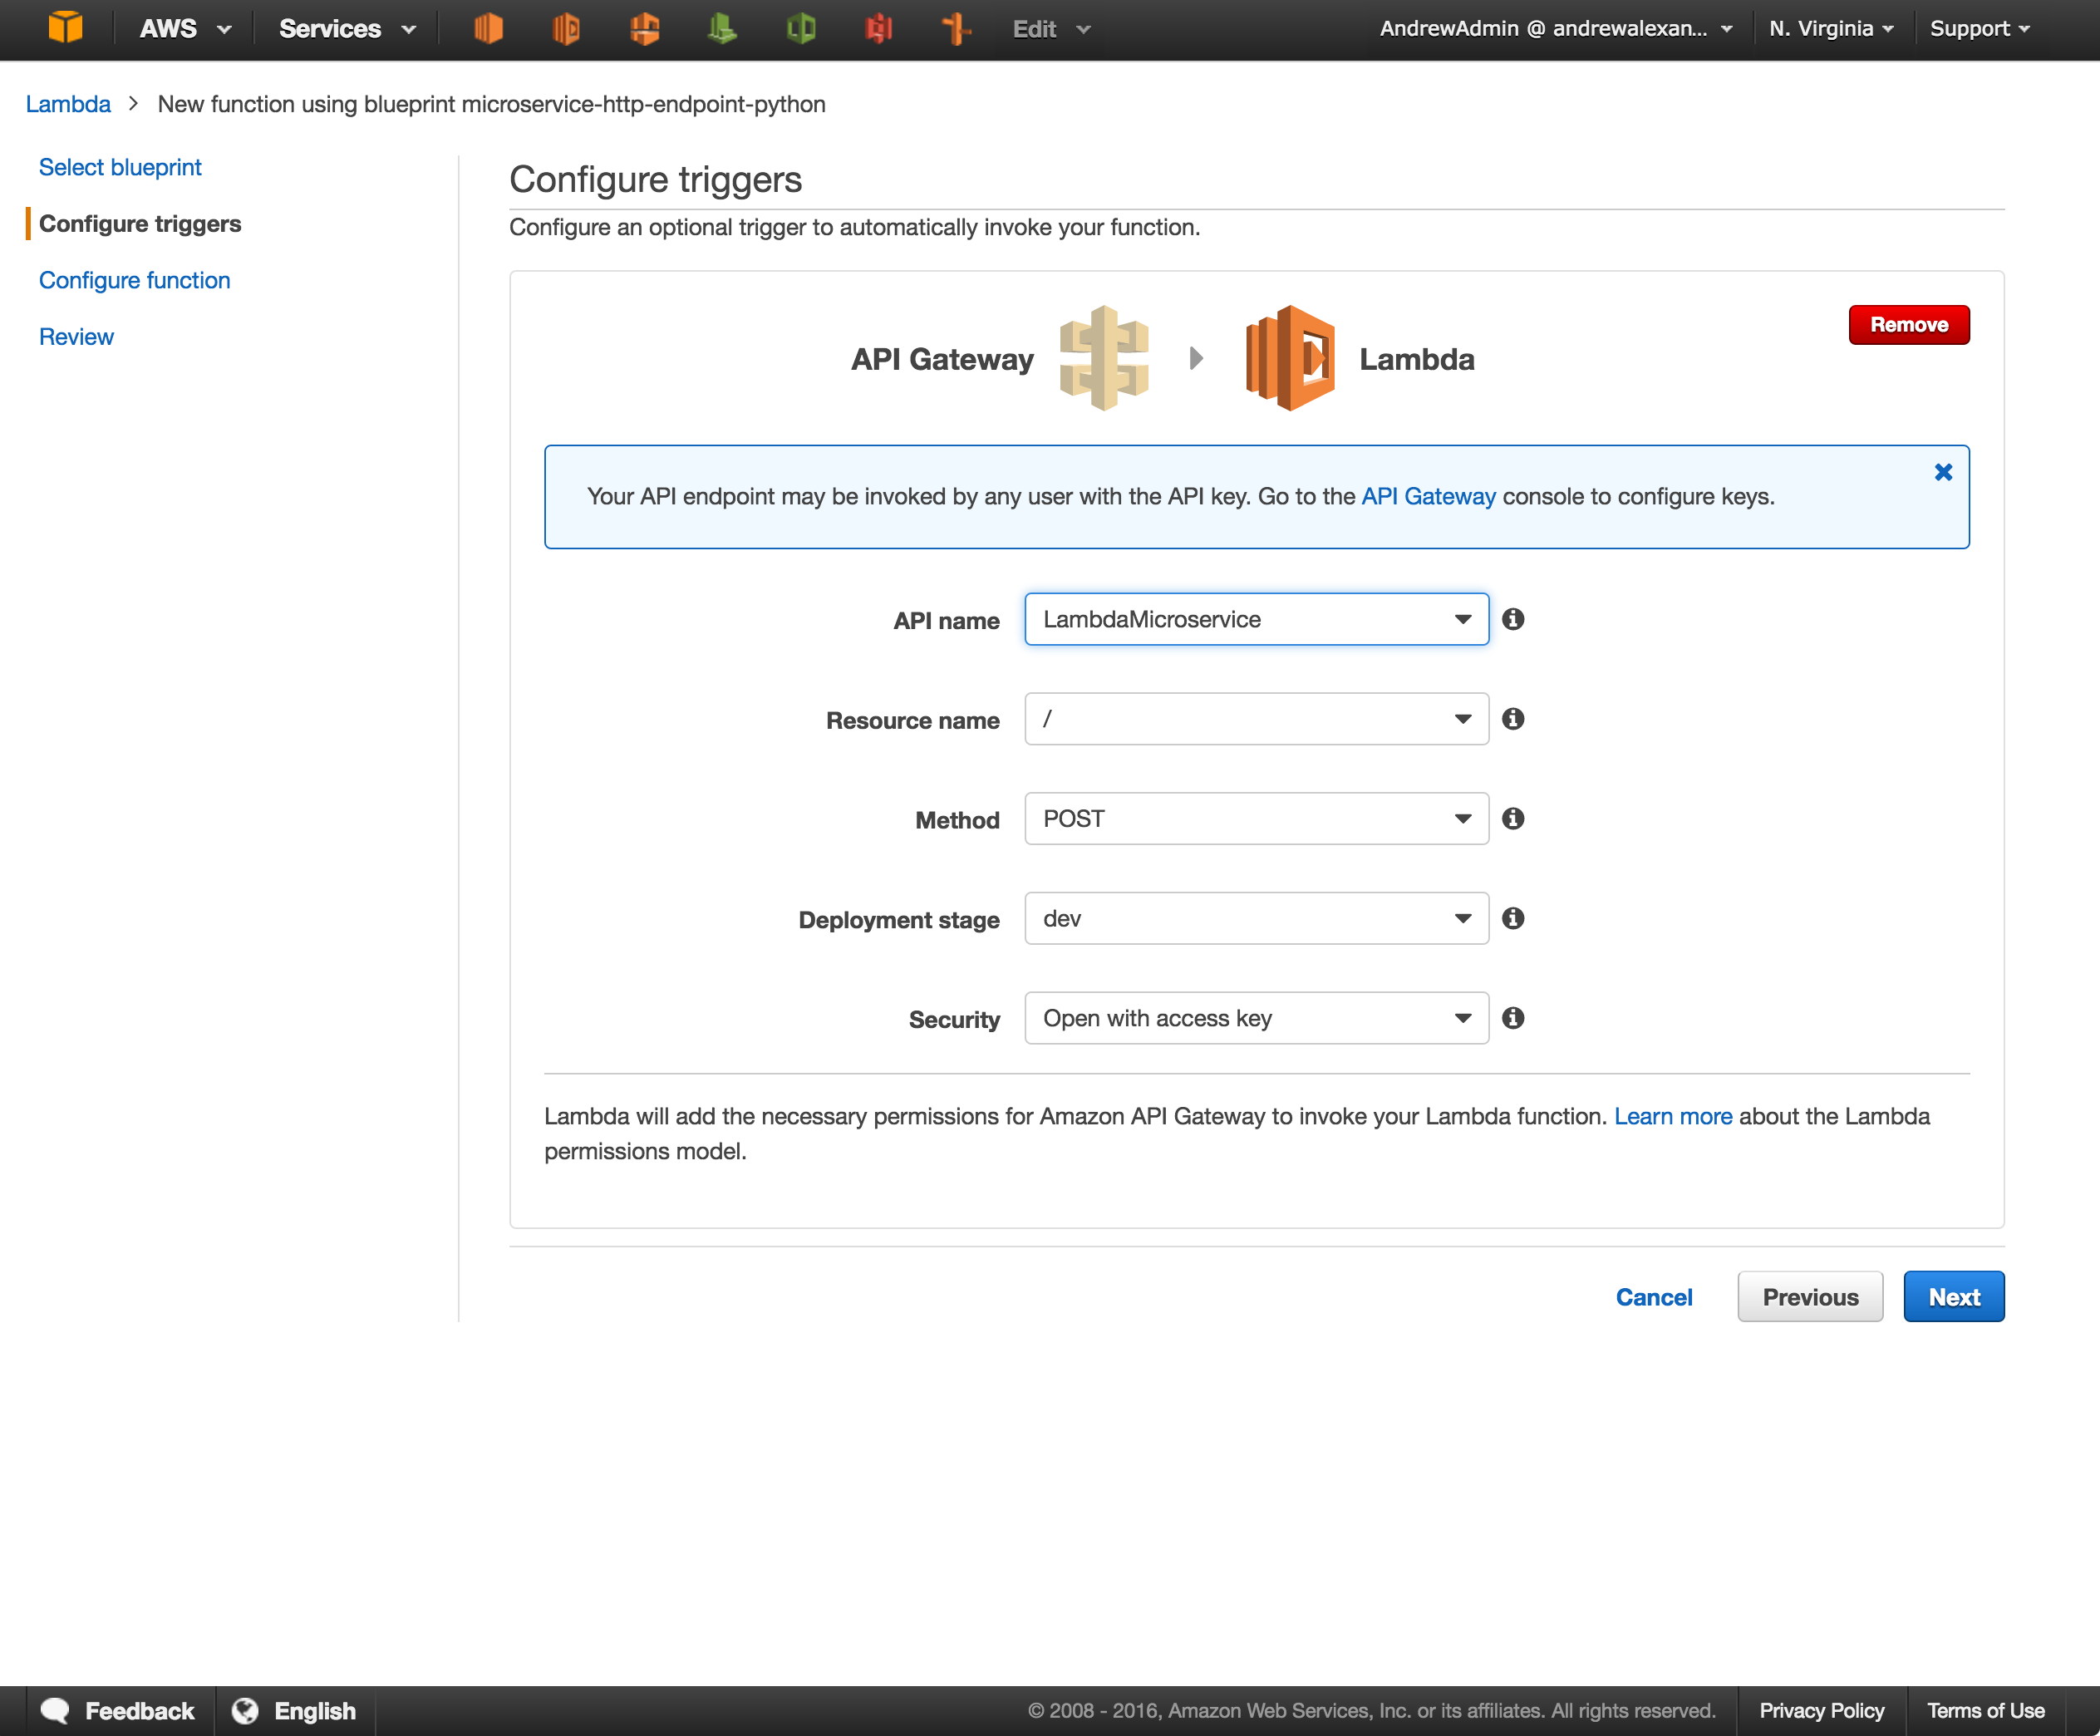 AWS Services Edit AndrewAdmin @ andrewalexan... N. Virginia Support
Lambda > New function using blueprint microservice-http-endpoint-python
Select blueprint
Configure triggers
Configure function
Review
Configure triggers
Configure an optional trigger to automatically invoke your function.
API Gateway Lambda
Remove
Your API endpoint may be invoked by any user with the API key. Go to the API Gateway console to configure keys.
API name LambdaMicroservice
Resource name /
Method POST
Deployment stage dev
Security Open with access key
Lambda will add the necessary permissions for Amazon API Gateway to invoke your Lambda function. Learn more about the Lambda
permissions model.
Cancel Previous Next
Feedback English © 2008 - 2016, Amazon Web Services, Inc. or its affiliates. All rights reserved. Privacy Policy Terms of Use